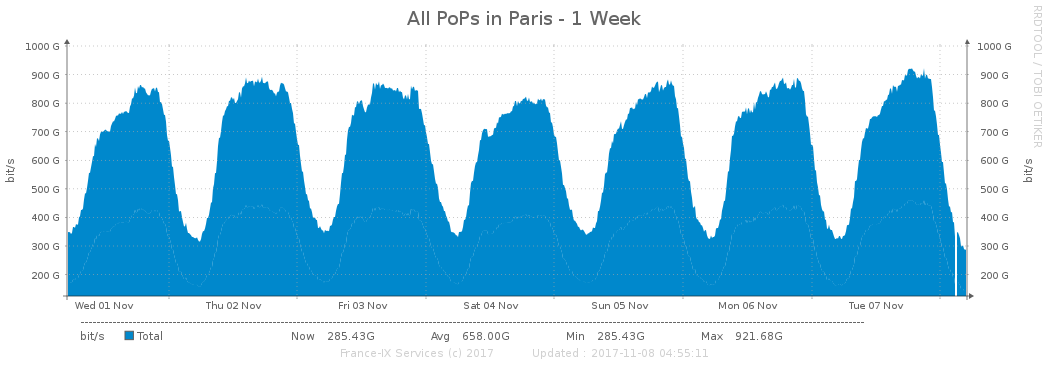 All PoPs in Paris - 1 Week
RRDTOOL / TOBI OETIKER
1000 G 1000 G
900 G 900 G
800 G 800 G
700 G 700 G
600 G 600 G
500 G 500 G
400 G 400 G
300 G 300 G
200 G 200 G
bit/s bit/s
Wed 01 Nov Thu 02 Nov Fri 03 Nov Sat 04 Nov Sun 05 Nov Mon 06 Nov Tue 07 Nov
bit/s Total Now 285.43G Avg 658.00G Min 285.43G Max 921.68G
France-IX Services (c) 2017 Updated : 2017-11-08 04:55:11